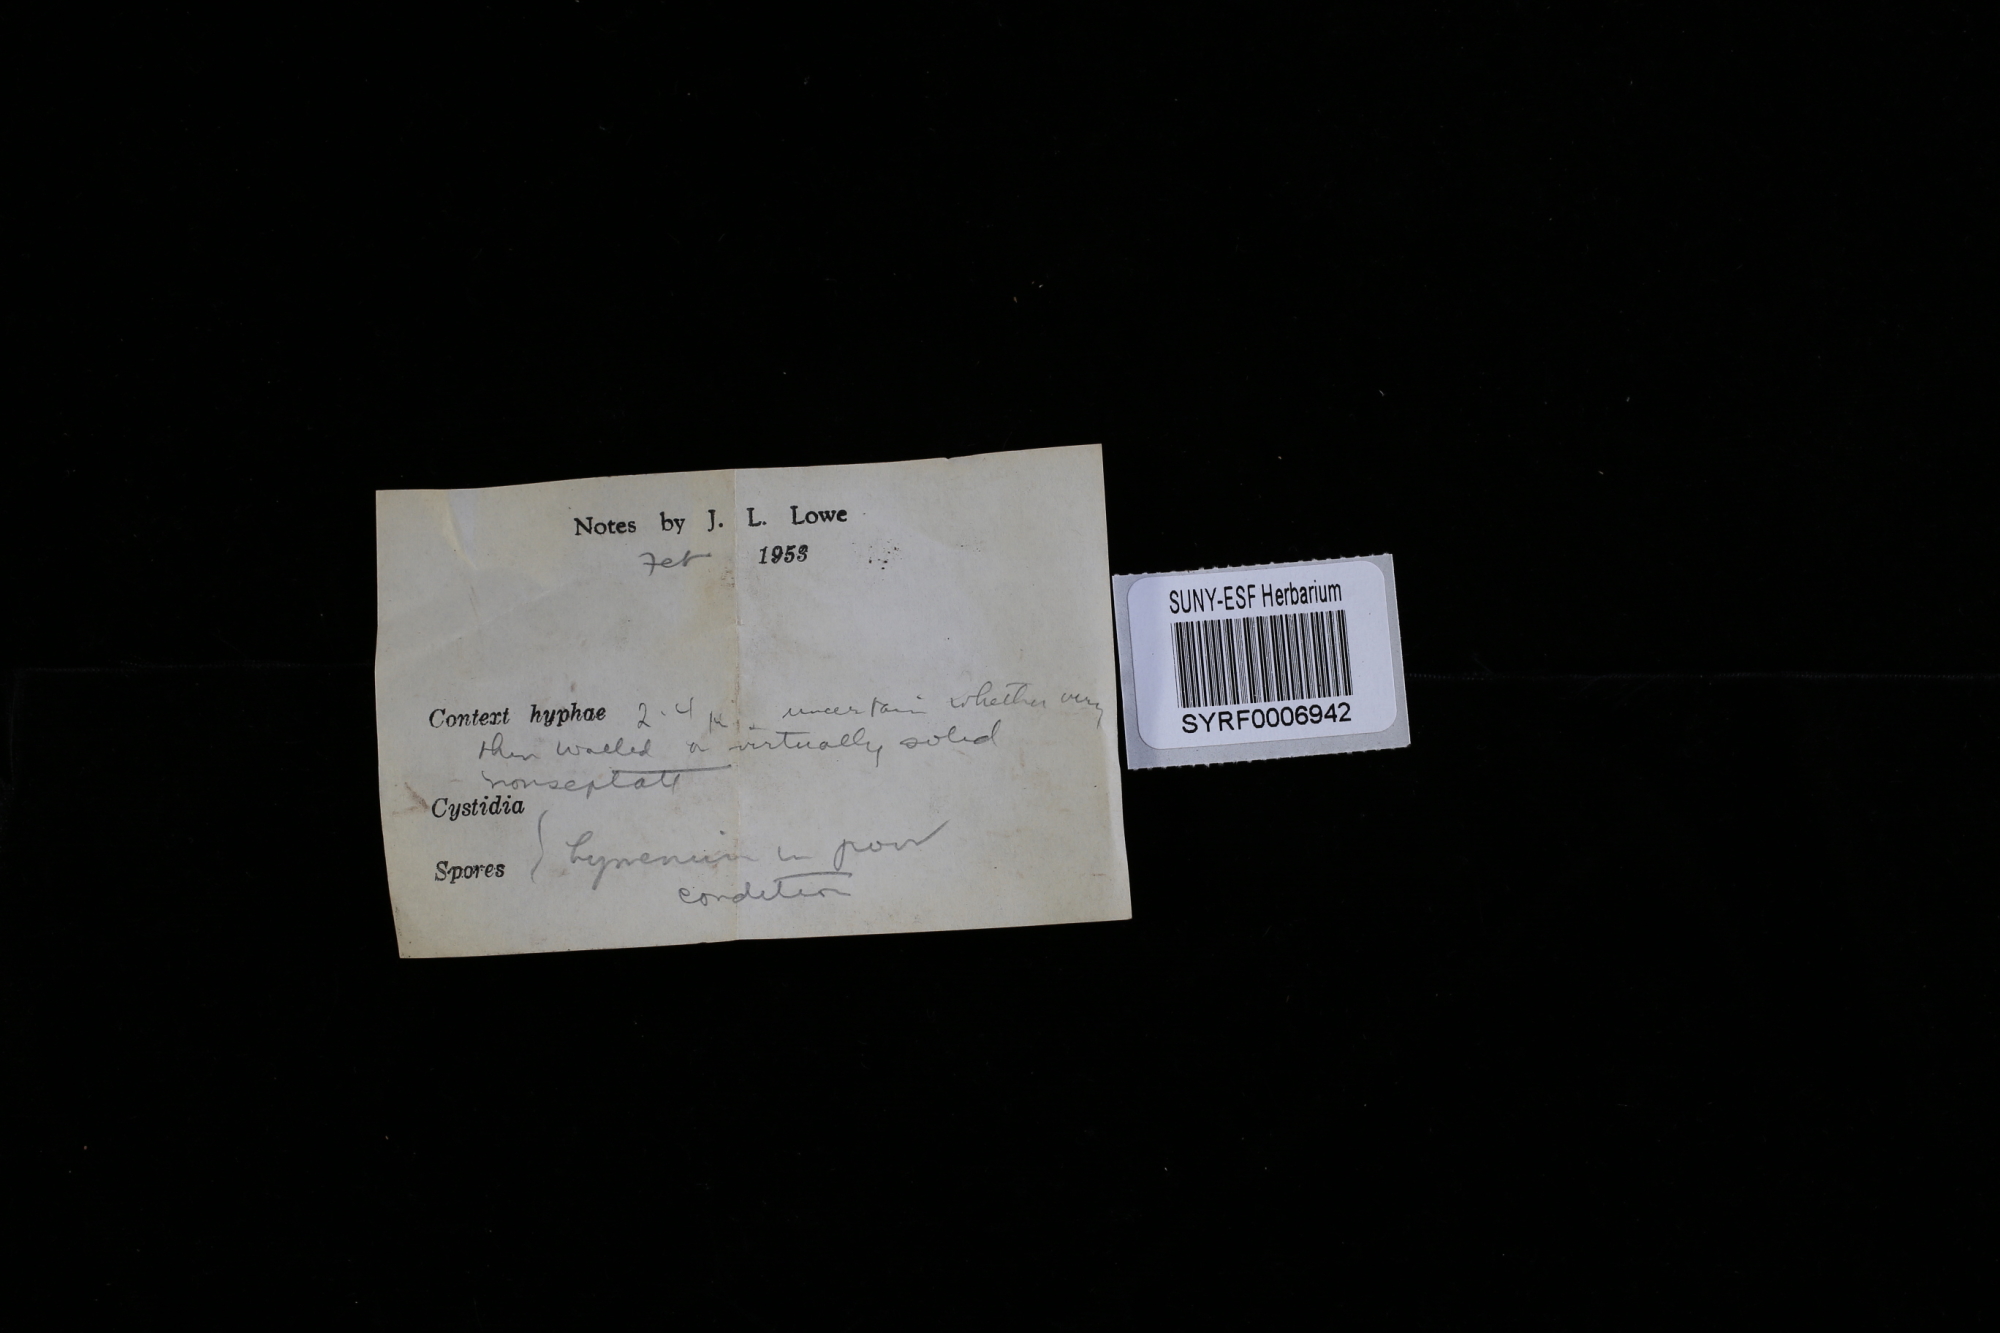 Notes by J. L. Lowe
Feb 1953
Context hyphae 2-4 µ, uncertain whether very
thin walled or virtually solid
nonseptate
Cystidia
Spores } hymenium in poor
condition
SUNY-ESF Herbarium
SYRF0006942